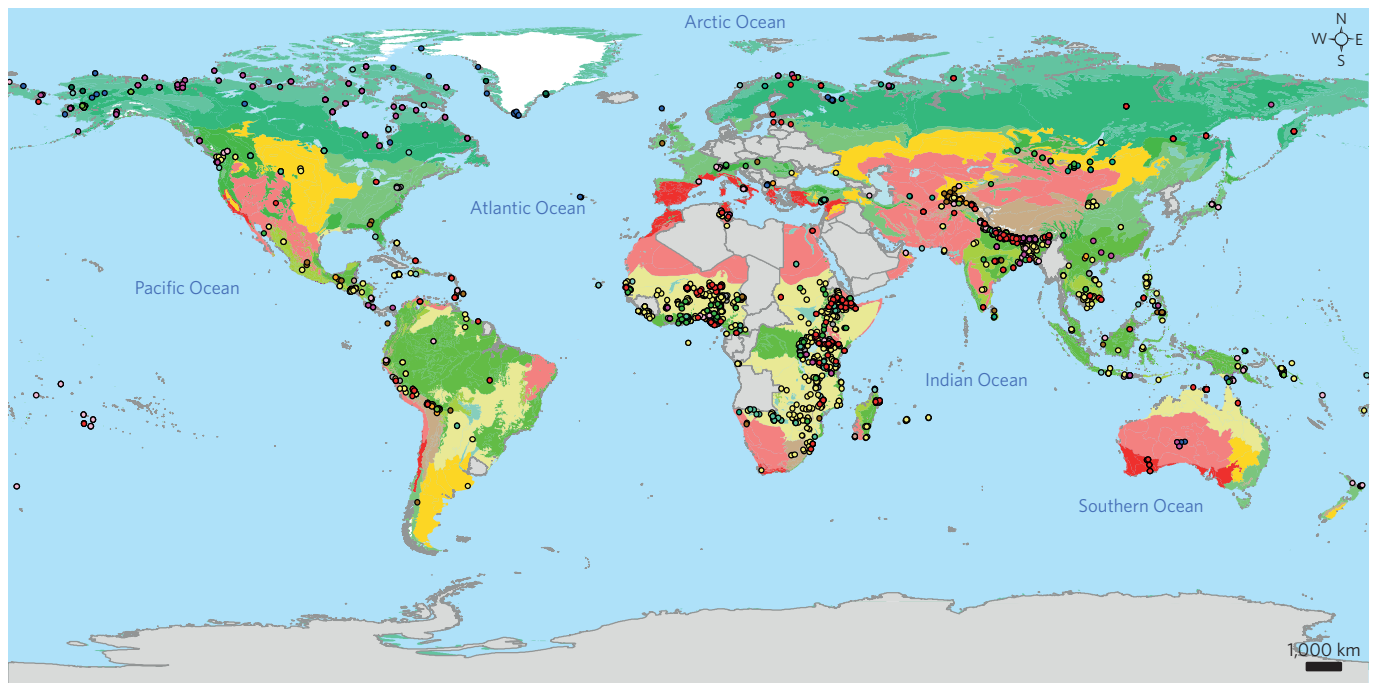 Arctic Ocean
N
W E
S
Atlantic Ocean
Pacific Ocean
Indian Ocean
Southern Ocean
1,000 km